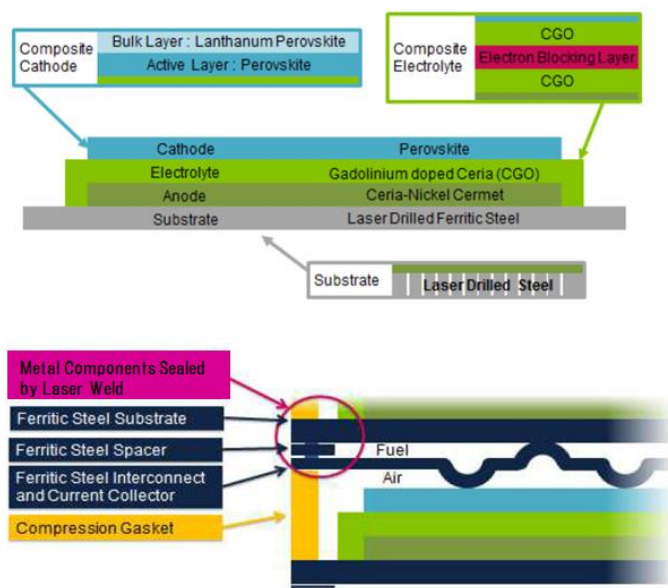 Composite
Cathode
Bulk Layer : Lanthanum Perovskite
Active Layer : Perovskite
Composite
Electrolyte
CGO
Electron Blocking Layer
CGO
Cathode Perovskite
Electrolyte Gadolinium doped Ceria (CGO)
Anode Ceria-Nickel Cermet
Substrate Laser Drilled Ferritic Steel
Substrate
Laser Drilled Steel
Metal Components Sealed
by Laser Weld
Ferritic Steel Substrate
Ferritic Steel Spacer
Ferritic Steel Interconnect
and Current Collector
Compression Gasket
Fuel
Air